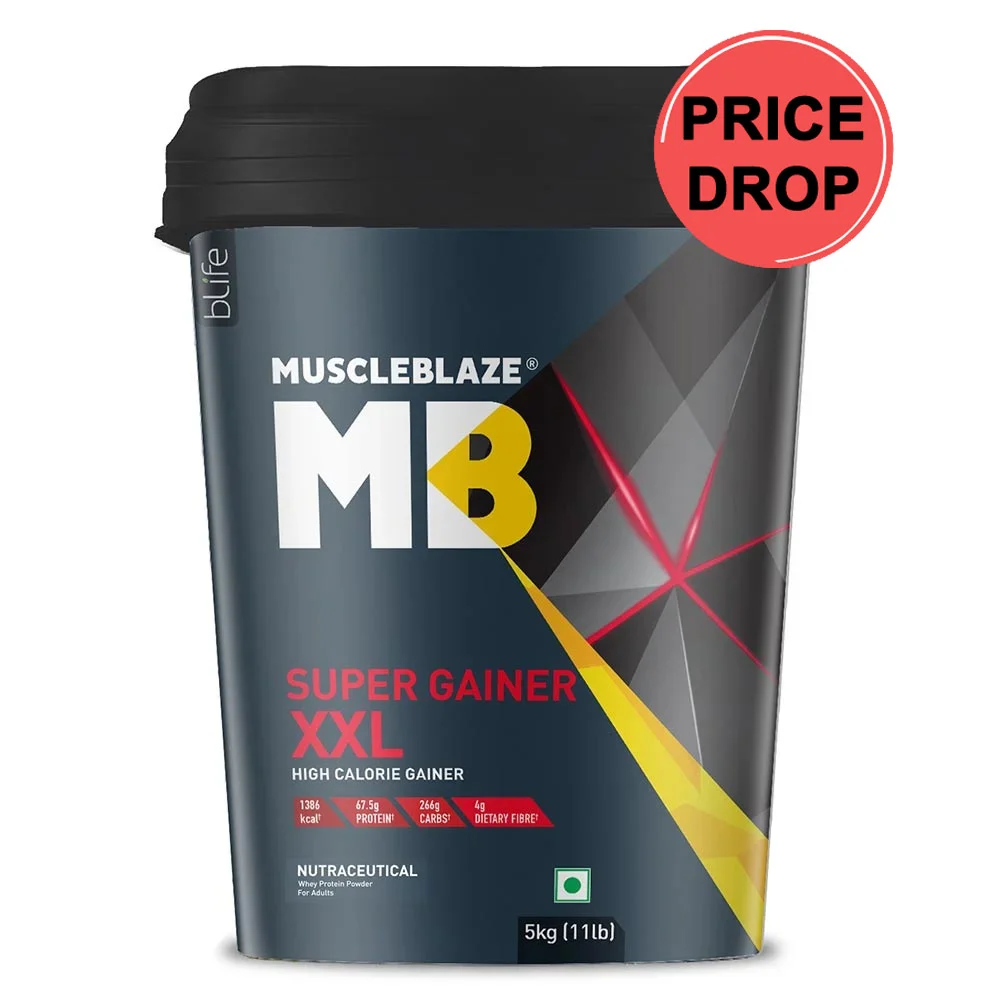 PRICE
DROP
bLife
MUSCLEBLAZE®
MB
SUPER GAINER
XXL
HIGH CALORIE GAINER
1386
kcal†
67.5g
PROTEIN†
266g
CARBS†
4g
DIETARY FIBRE†
NUTRACEUTICAL
Whey Protein Powder
For Adults
5kg (11lb)